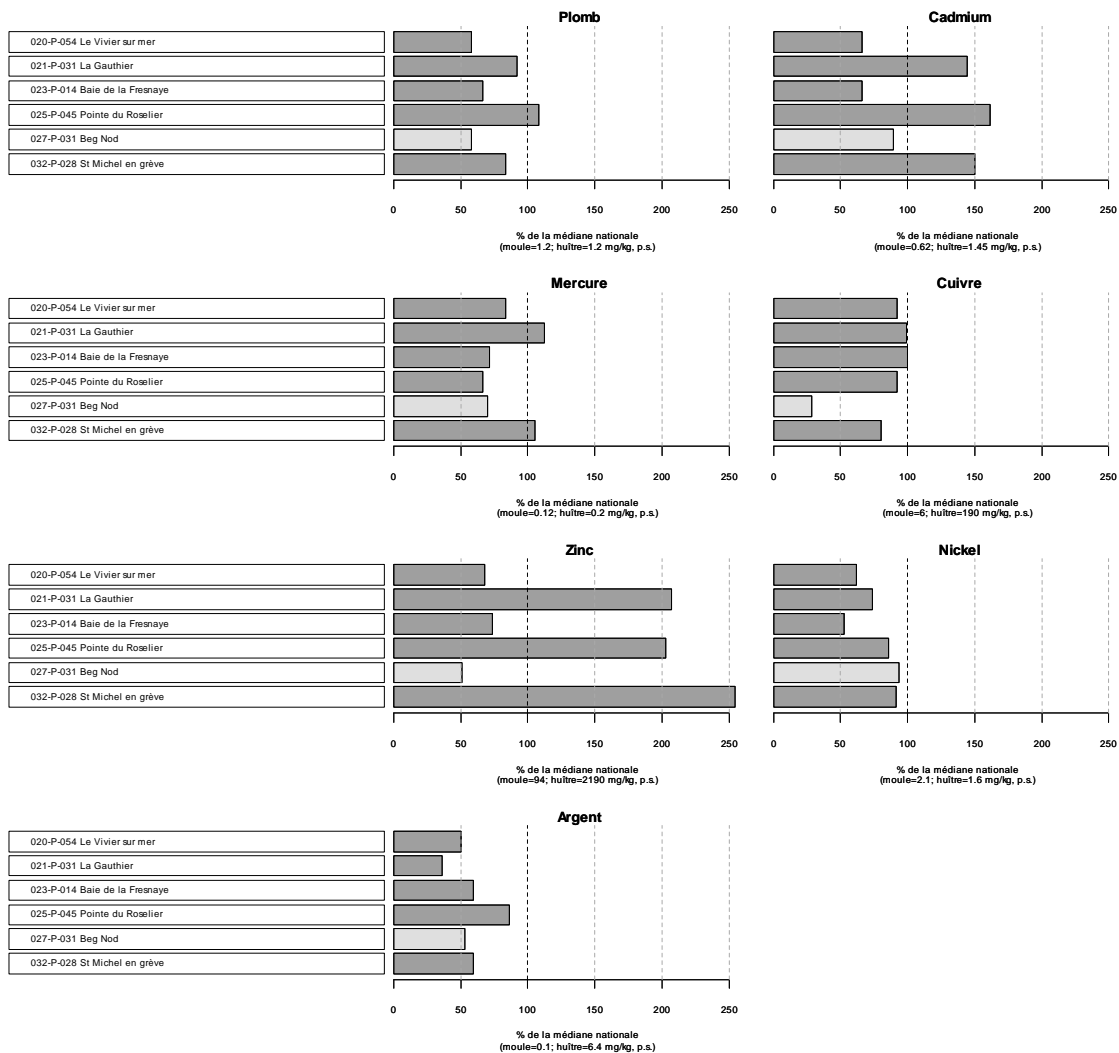 Plomb
Cadmium
020-P-054 Le Vivier sur mer
021-P-031 La Gauthier
023-P-014 Baie de la Fresnaye
025-P-045 Pointe du Roselier
027-P-031 Beg Nod
032-P-028 St Michel en grève
0 50 100 150 200 250
0 50 100 150 200 250
% de la médiane nationale
(moule=1.2; huître=1.2 mg/kg, p.s.)
% de la médiane nationale
(moule=0.62; huître=1.45 mg/kg, p.s.)
Mercure
Cuivre
020-P-054 Le Vivier sur mer
021-P-031 La Gauthier
023-P-014 Baie de la Fresnaye
025-P-045 Pointe du Roselier
027-P-031 Beg Nod
032-P-028 St Michel en grève
0 50 100 150 200 250
0 50 100 150 200 250
% de la médiane nationale
(moule=0.12; huître=0.2 mg/kg, p.s.)
% de la médiane nationale
(moule=6; huître=190 mg/kg, p.s.)
Zinc
Nickel
020-P-054 Le Vivier sur mer
021-P-031 La Gauthier
023-P-014 Baie de la Fresnaye
025-P-045 Pointe du Roselier
027-P-031 Beg Nod
032-P-028 St Michel en grève
0 50 100 150 200 250
0 50 100 150 200 250
% de la médiane nationale
(moule=94; huître=2190 mg/kg, p.s.)
% de la médiane nationale
(moule=2.1; huître=1.6 mg/kg, p.s.)
Argent
020-P-054 Le Vivier sur mer
021-P-031 La Gauthier
023-P-014 Baie de la Fresnaye
025-P-045 Pointe du Roselier
027-P-031 Beg Nod
032-P-028 St Michel en grève
0 50 100 150 200 250
% de la médiane nationale
(moule=0.1; huître=6.4 mg/kg, p.s.)